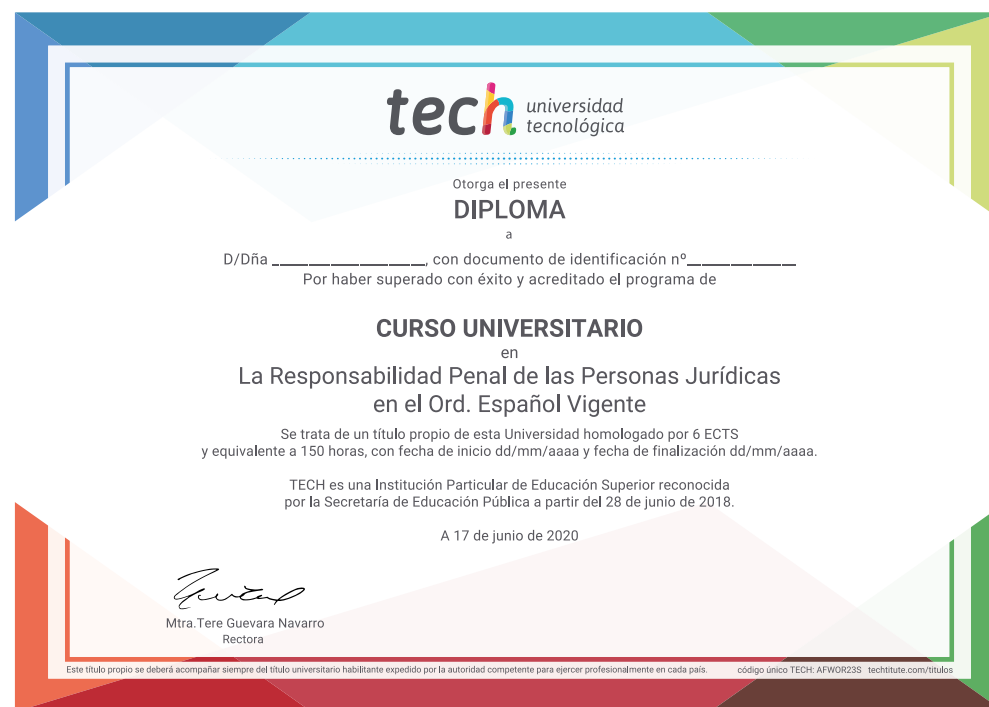 tech universidad
tecnológica
Otorga el presente
DIPLOMA
a
D/Dña ____________________, con documento de identificación nº______________
Por haber superado con éxito y acreditado el programa de
CURSO UNIVERSITARIO
en
La Responsabilidad Penal de las Personas Jurídicas
en el Ord. Español Vigente
Se trata de un título propio de esta Universidad homologado por 6 ECTS
y equivalente a 150 horas, con fecha de inicio dd/mm/aaaa y fecha de finalización dd/mm/aaaa.
TECH es una Institución Particular de Educación Superior reconocida
por la Secretaría de Educación Pública a partir del 28 de junio de 2018.
A 17 de junio de 2020
Mtra.Tere Guevara Navarro
Rectora
Este título propio se deberá acompañar siempre del título universitario habilitante expedido por la autoridad competente para ejercer profesionalmente en cada país. código único TECH: AFWOR23S techtitute.com/titulos